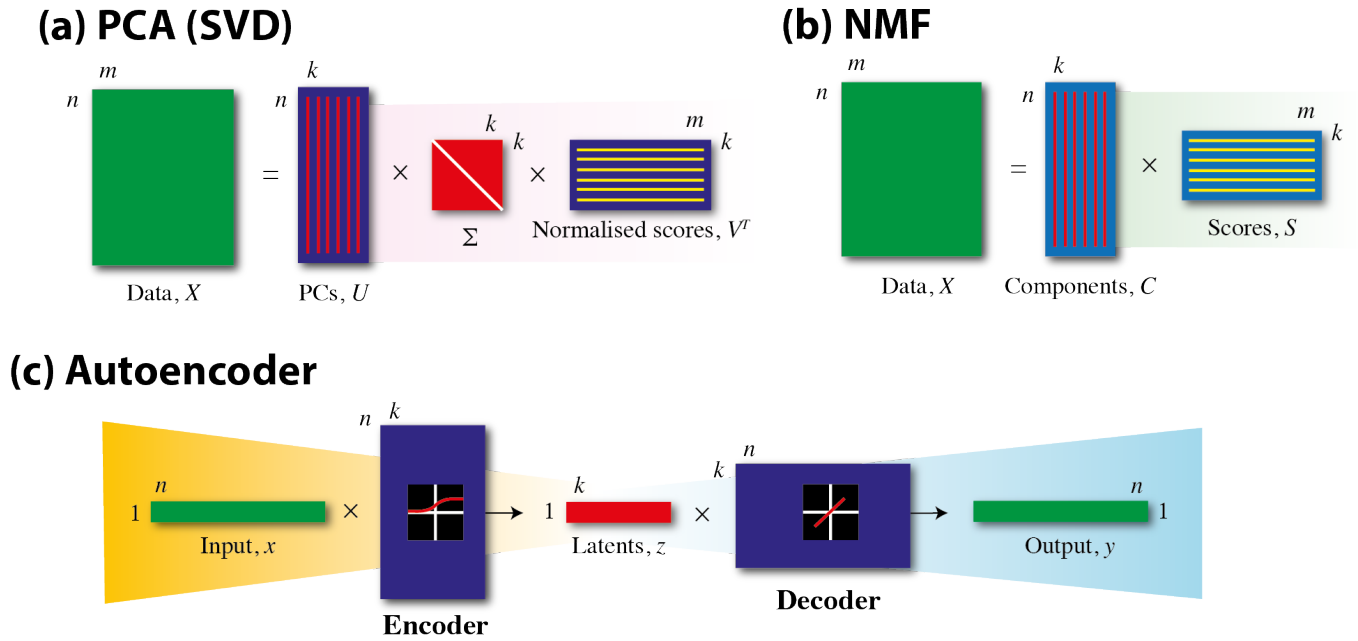 (a) PCA (SVD)
(b) NMF
m
k
n
n
k
k
m
k
=
×
×
Σ
Normalised scores, V^T
Data, X
PCs, U
m
k
n
n
m
k
=
×
Scores, S
Data, X
Components, C
(c) Autoencoder
n
k
n
1
×
Input, x
Encoder
k
1
Latents, z
×
n
k
Decoder
n
1
Output, y